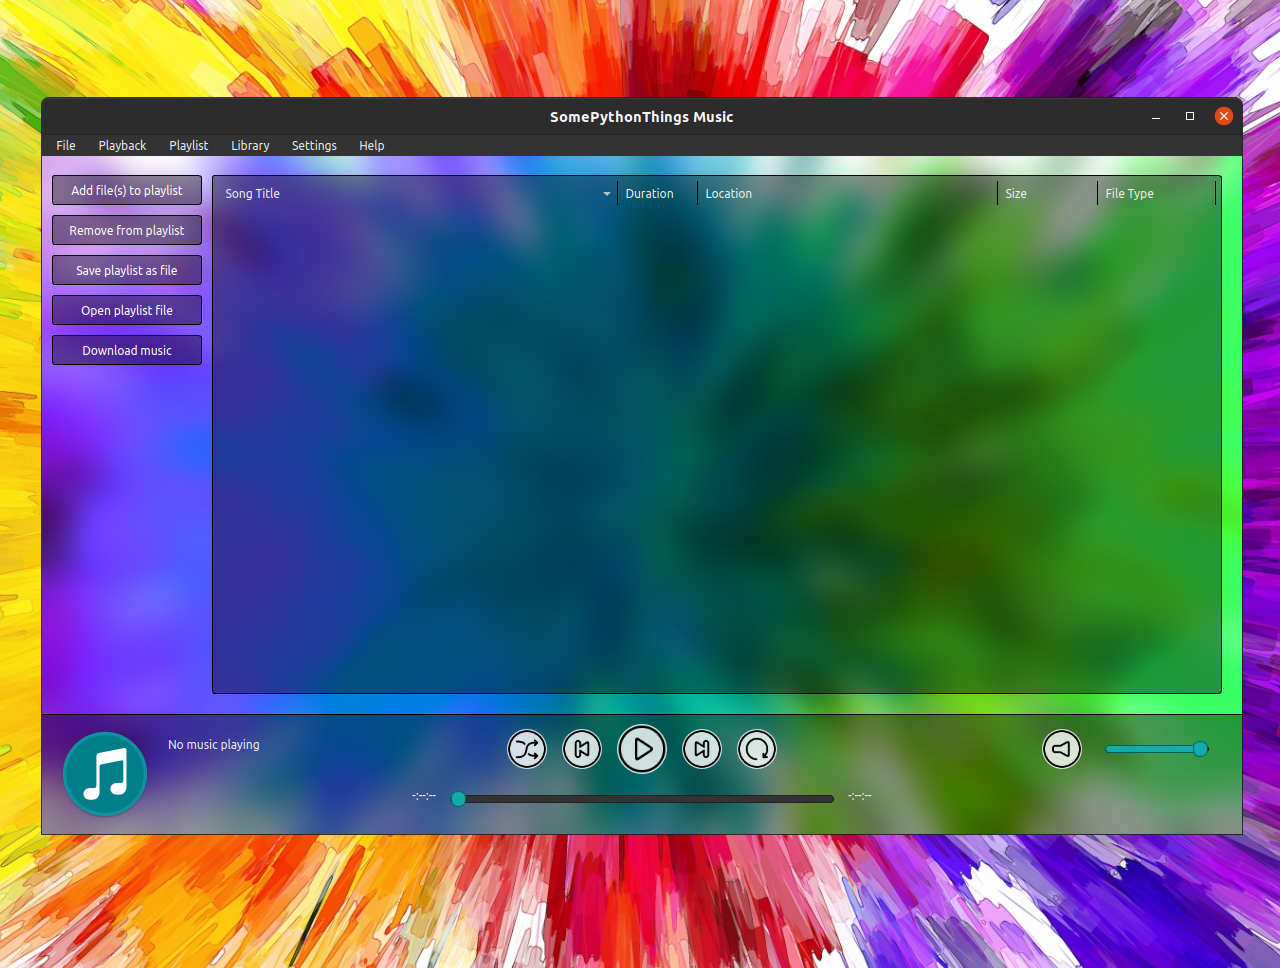 SomePythonThings Music
File Playback Playlist Library Settings Help
Add file(s) to playlist
Remove from playlist
Save playlist as file
Open playlist file
Download music
Song Title Duration Location Size File Type
No music playing
-:--:-- -:--:--